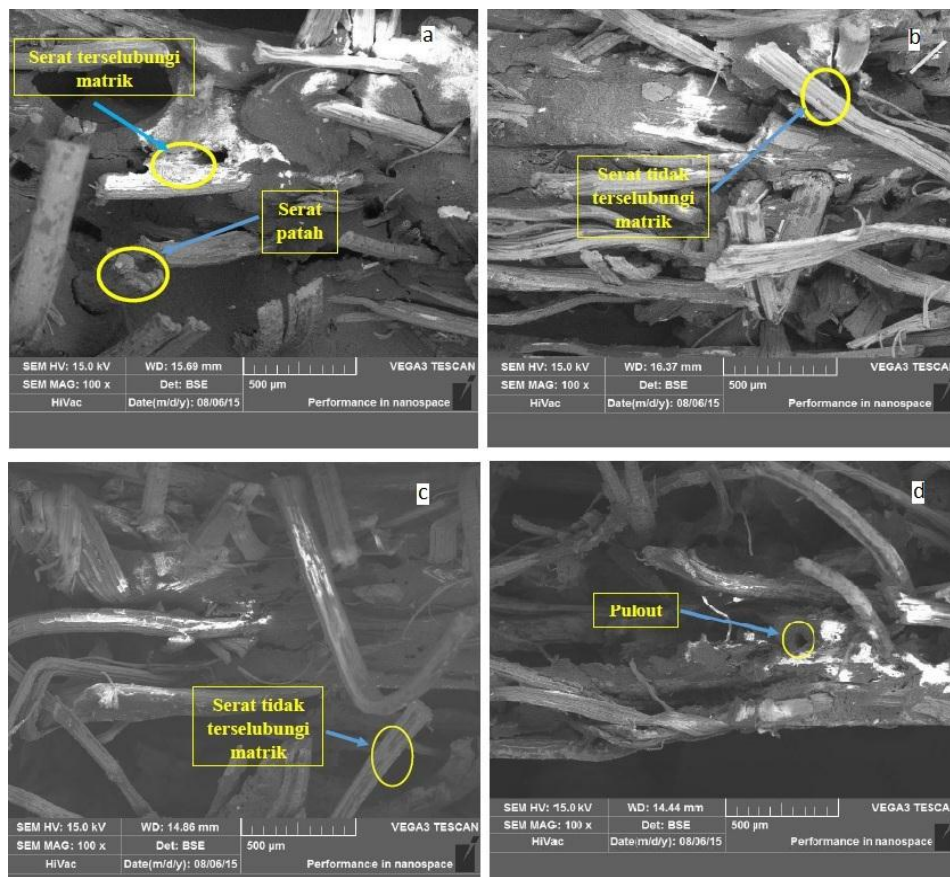 a
Serat terselubungi
matrik
Serat
patah
SEM HV: 15.0 kV WD: 15.69 mm VEGA3 TESCAN
SEM MAG: 100 x Det: BSE 500 µm
HiVac Date(m/d/y): 08/06/15 Performance in nanospace
b
Serat tidak
terselubungi
matrik
SEM HV: 15.0 kV WD: 16.37 mm VEGA3 TESCAN
SEM MAG: 100 x Det: BSE 500 µm
HiVac Date(m/d/y): 08/06/15 Performance in nanospace
c
Serat tidak
terselubungi
matrik
SEM HV: 15.0 kV WD: 14.86 mm VEGA3 TESCAN
SEM MAG: 100 x Det: BSE 500 µm
HiVac Date(m/d/y): 08/06/15 Performance in nanospace
d
Pulout
SEM HV: 15.0 kV WD: 14.44 mm VEGA3 TESCAN
SEM MAG: 100 x Det: BSE 500 µm
HiVac Date(m/d/y): 08/06/15 Performance in nanospace